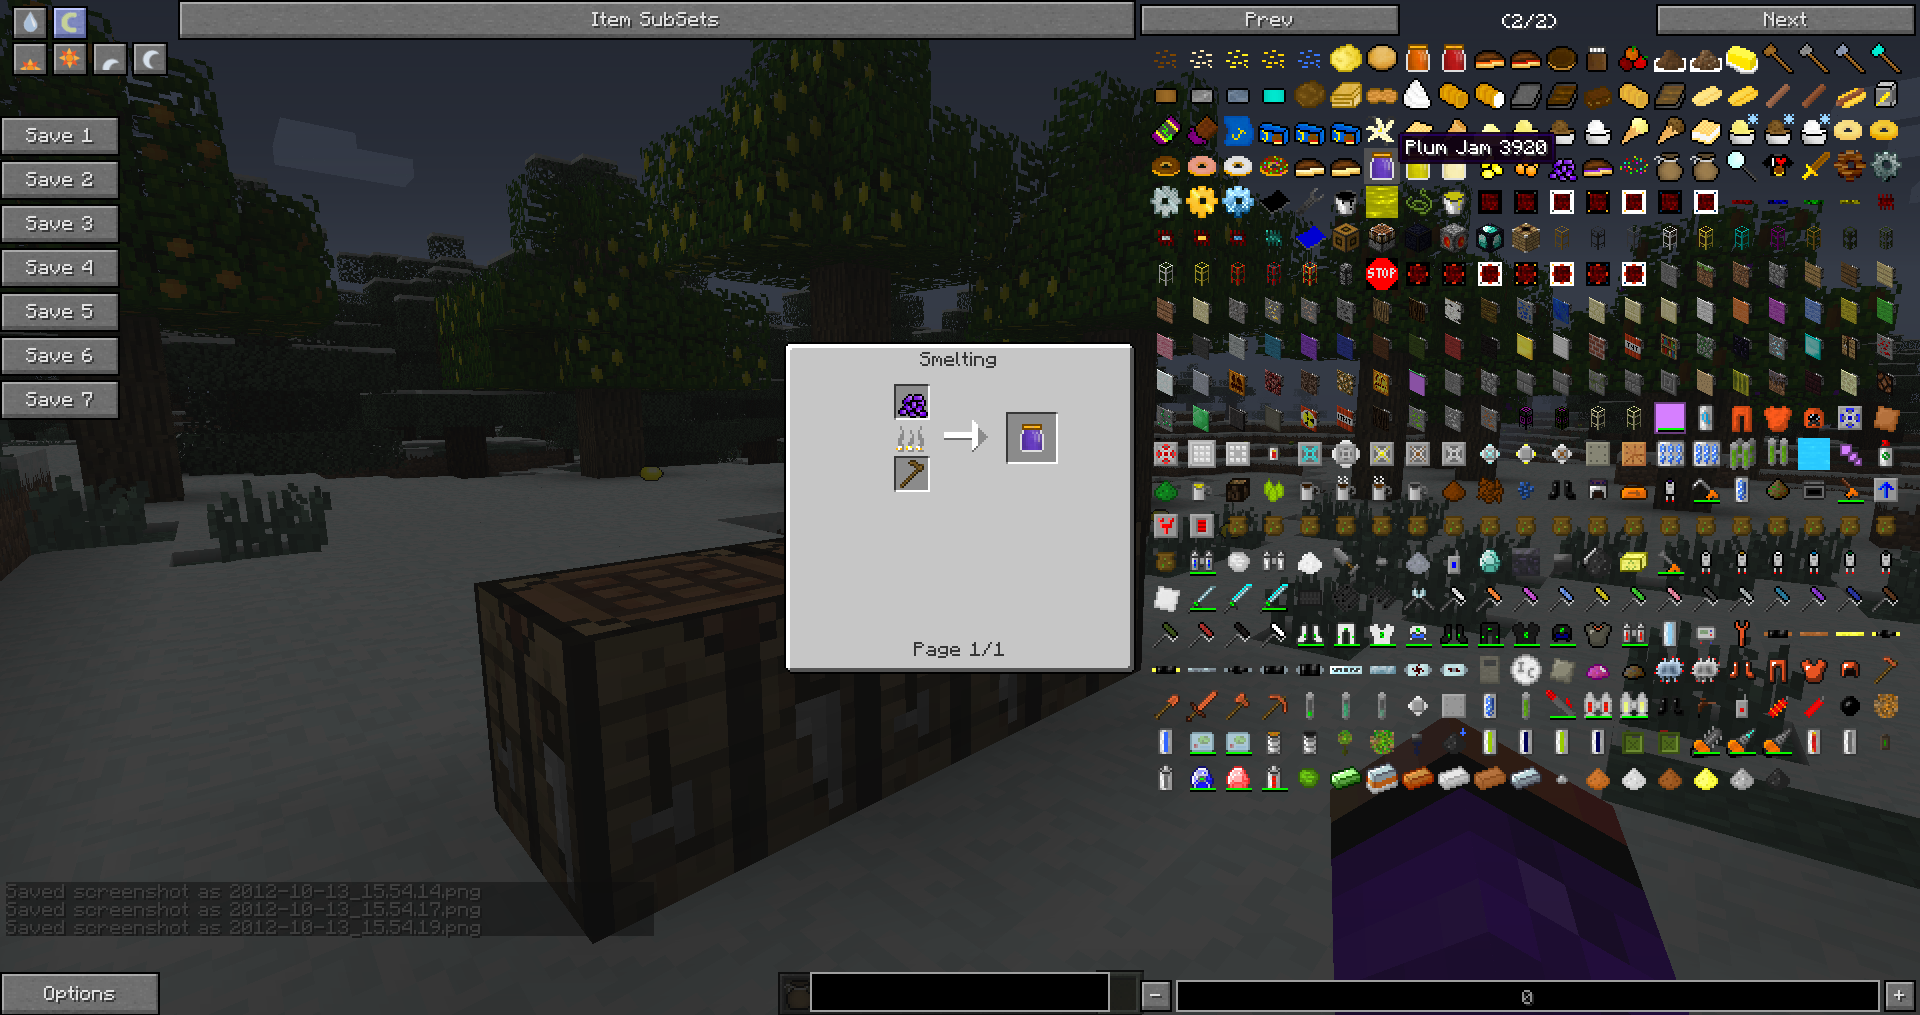 Item SubSets
Prev
(2/2)
Next
Save 1
Save 2
Save 3
Save 4
Save 5
Save 6
Save 7
Plum Jam 3920
STOP
Smelting
Page 1/1
Saved screenshot as 2012-10-13_15.54.14.png
Saved screenshot as 2012-10-13_15.54.17.png
Saved screenshot as 2012-10-13_15.54.19.png
Options
-
0
+